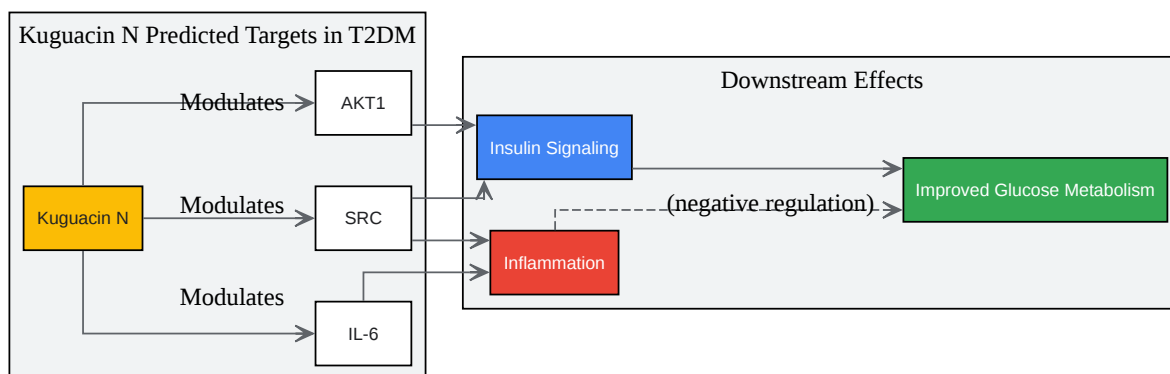 Kuguacin N Predicted Targets in T2DM
Downstream Effects
Modulates
AKT1
Insulin Signaling
Improved Glucose Metabolism
Kuguacin N
Modulates
SRC
(negative regulation)
Inflammation
Modulates
IL-6